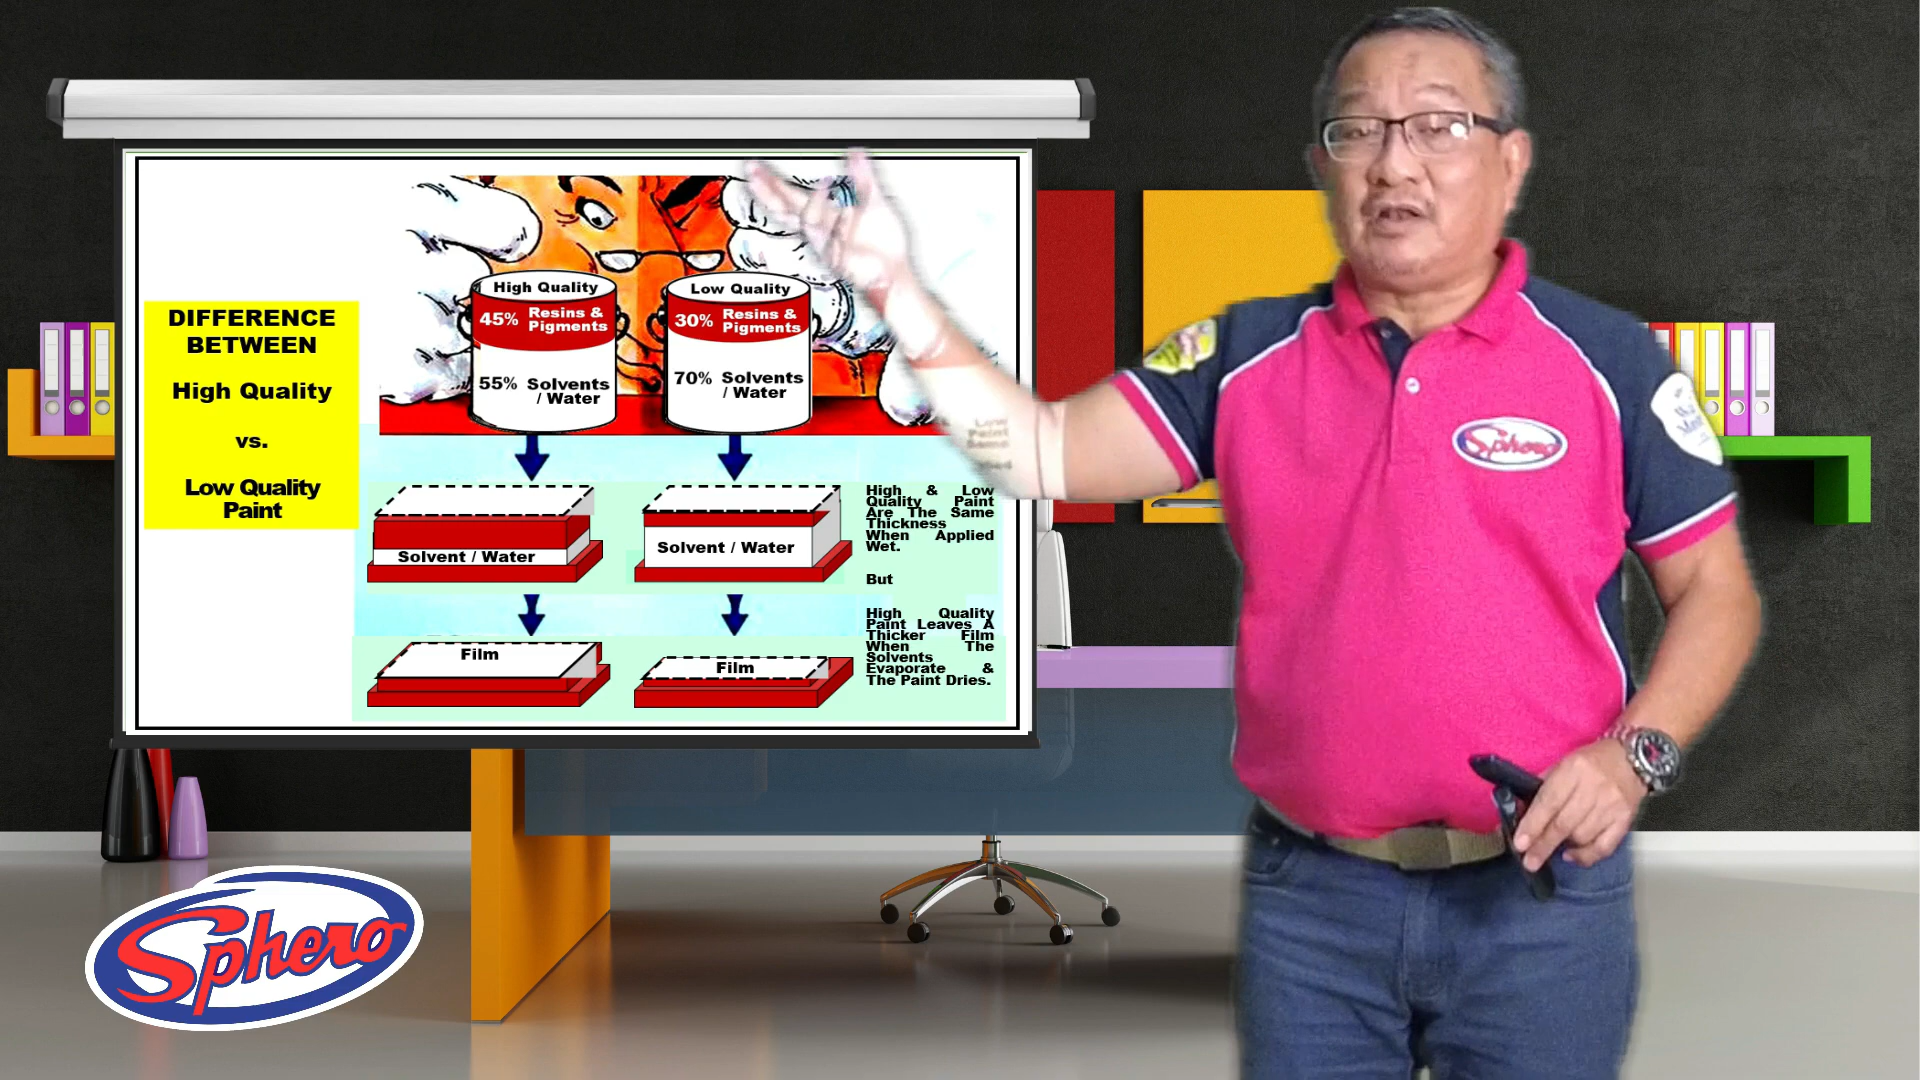 DIFFERENCE
BETWEEN
High Quality
vs.
Low Quality
Paint
High Quality
45% Resins &
Pigments
55% Solvents
/ Water
Low Quality
30% Resins &
Pigments
70% Solvents
/ Water
Solvent / Water
Solvent / Water
High & Low
Quality Paint
Are The Same
Thickness
When Applied
Wet.
But
High Quality
Paint Leaves A
Thicker Film
When The
Solvents
Evaporate &
The Paint Dries.
Film
Film
Low
Paint
Same
Sphero
Sphero